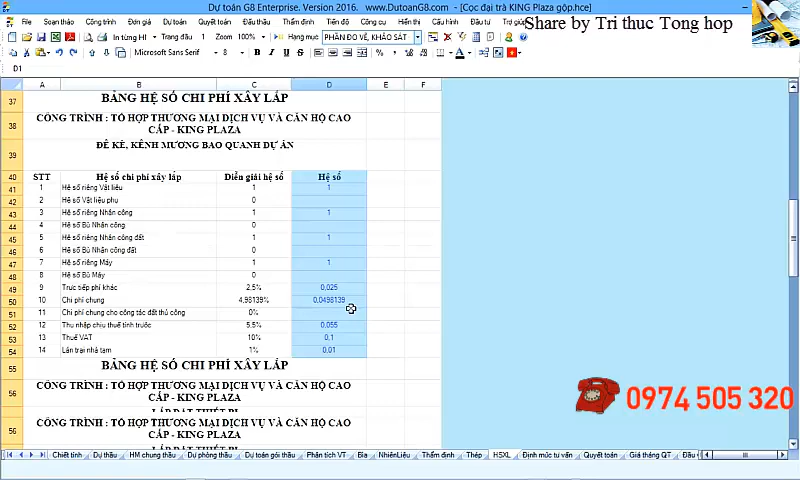 Dự toán G8 Enterprise. Version 2016. www.DutoanG8.com - [Cọc đại trà KING Plaza gộp.hce]
File Soạn thảo Công trình Đơn giá Dự toán Thanh quyết toán Đấu thầu Thẩm định Tiện ích Công cụ Hiển thị Cước Đầu tư Trợ giúp
Share by Tri thuc Tong hop
In từng HT Trang đầu 1 Zoom 100% Hạng mục PHẦN ĐO VẼ, KHẢO SÁT
Microsoft Sans Serif 8 B I U
D1
A B C D E F
37 BẢNG HỆ SỐ CHI PHÍ XÂY LẮP
38 CÔNG TRÌNH : TỔ HỢP THƯƠNG MẠI DỊCH VỤ VÀ CĂN HỘ CAO
CẤP - KING PLAZA
39 ĐÊ KÈ, KÊNH MƯƠNG BAO QUANH DỰ ÁN
40 STT Hệ số chi phí xây lắp Diễn giải hệ số Hệ số
41 1 Hệ số riêng Vật liệu 1 1
42 2 Hệ số Vật liệu phụ 0
43 3 Hệ số riêng Nhân công 1 1
44 4 Hệ số Bù Nhân công 0
45 5 Hệ số riêng Nhân công đất 1 1
46 6 Hệ số Bù Nhân công đất 0
47 7 Hệ số riêng Máy 1 1
48 8 Hệ số Bù Máy 0
49 9 Trực tiếp phí khác 2,5% 0,025
50 10 Chi phí chung 4,98139% 0,0498139
51 11 Chi phí chung cho công tác đất thủ công 0%
52 12 Thu nhập chịu thuế tính trước 5,5% 0,055
53 13 Thuế VAT 10% 0,1
54 14 Lán trại nhà tạm 1% 0,01
55 BẢNG HỆ SỐ CHI PHÍ XÂY LẮP
56 CÔNG TRÌNH : TỔ HỢP THƯƠNG MẠI DỊCH VỤ VÀ CĂN HỘ CAO
CẤP - KING PLAZA
56 CÔNG TRÌNH : TỔ HỢP THƯƠNG MẠI DỊCH VỤ VÀ CĂN HỘ CAO
CẤP - KING PLAZA
0974 505 320
Chiết tính Dự thầu HM chung thầu Dự phòng thầu Dự toán gói thầu Phân tích VT Bìa NhiênLiệu Thẩm định Thép HSXL Định mức tư vấn Quyết toán Giá tháng QT Đầu